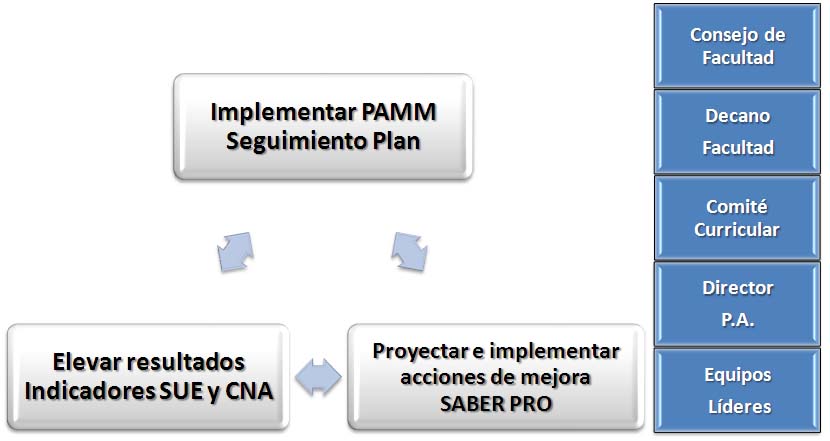 Implementar PAMM
Seguimiento Plan
Elevar resultados
Indicadores SUE y CNA
Proyectar e implementar
acciones de mejora
SABER PRO
Consejo de
Facultad
Decano
Facultad
Comité
Curricular
Director
P.A.
Equipos
Líderes